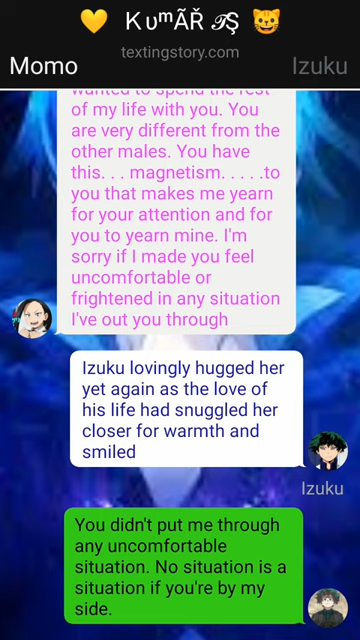 💛 KυᵐÃŘ 𝒯Ş 😺
textingstory.com
Momo Izuku
wanted to spend the rest
of my life with you. You
are very different from the
other males. You have
this. . . magnetism. . . . .to
you that makes me yearn
for your attention and for
you to yearn mine. I'm
sorry if I made you feel
uncomfortable or
frightened in any situation
I've out you through
Izuku lovingly hugged her
yet again as the love of
his life had snuggled her
closer for warmth and
smiled
Izuku
You didn't put me through
any uncomfortable
situation. No situation is a
situation if you're by my
side.